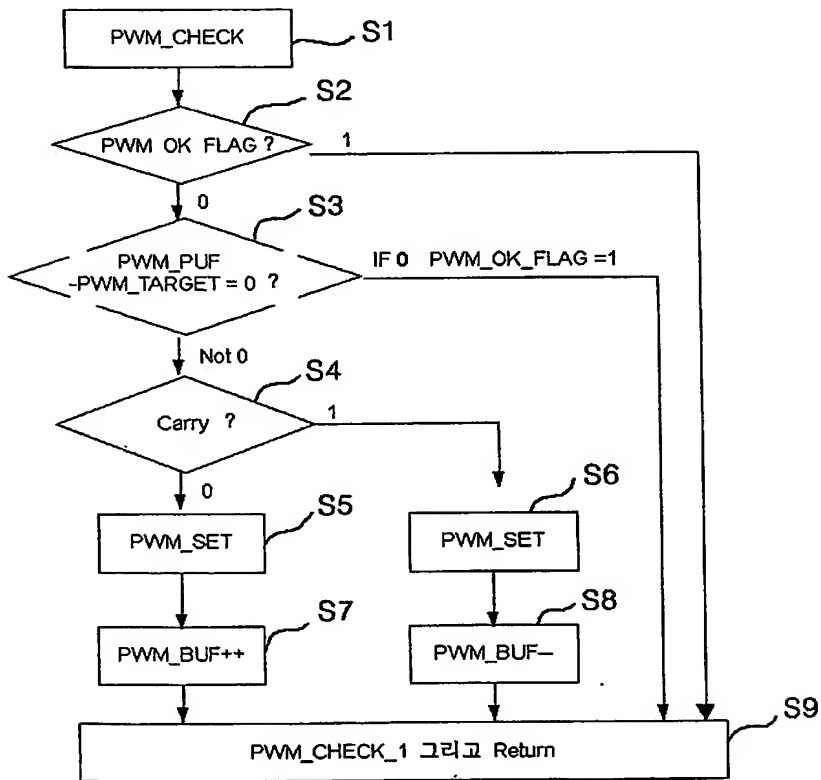 PWM_CHECK
S1
S2
PWM OK FLAG ?
1
0
S3
PWM_PUF
-PWM_TARGET = 0 ?
IF 0 PWM_OK_FLAG =1
Not 0
S4
Carry ?
1
0
S5
S6
PWM_SET
PWM_SET
S7
S8
PWM_BUF++
PWM_BUF–
S9
PWM_CHECK_1 그리고 Return